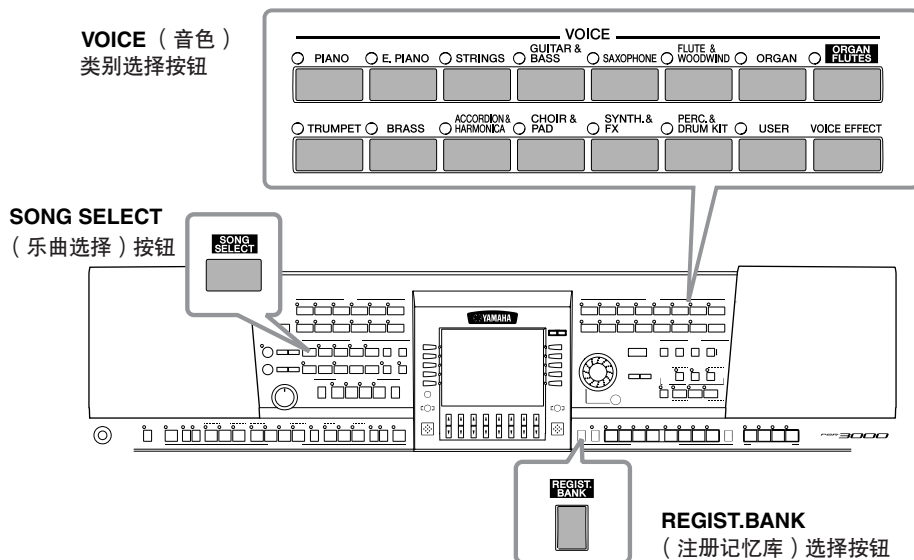 VOICE（音色）
类别选择按钮
VOICE
PIANO E. PIANO STRINGS GUITAR & BASS SAXOPHONE FLUTE & WOODWIND ORGAN ORGAN FLUTES
TRUMPET BRASS ACCORDION & HARMONICA CHOIR & PAD SYNTH. & FX PERC. & DRUM KIT USER VOICE EFFECT
SONG SELECT
（乐曲选择）按钮
SONG SELECT
YAMAHA
PSR-3000
REGIST. BANK
REGIST.BANK
（注册记忆库）选择按钮